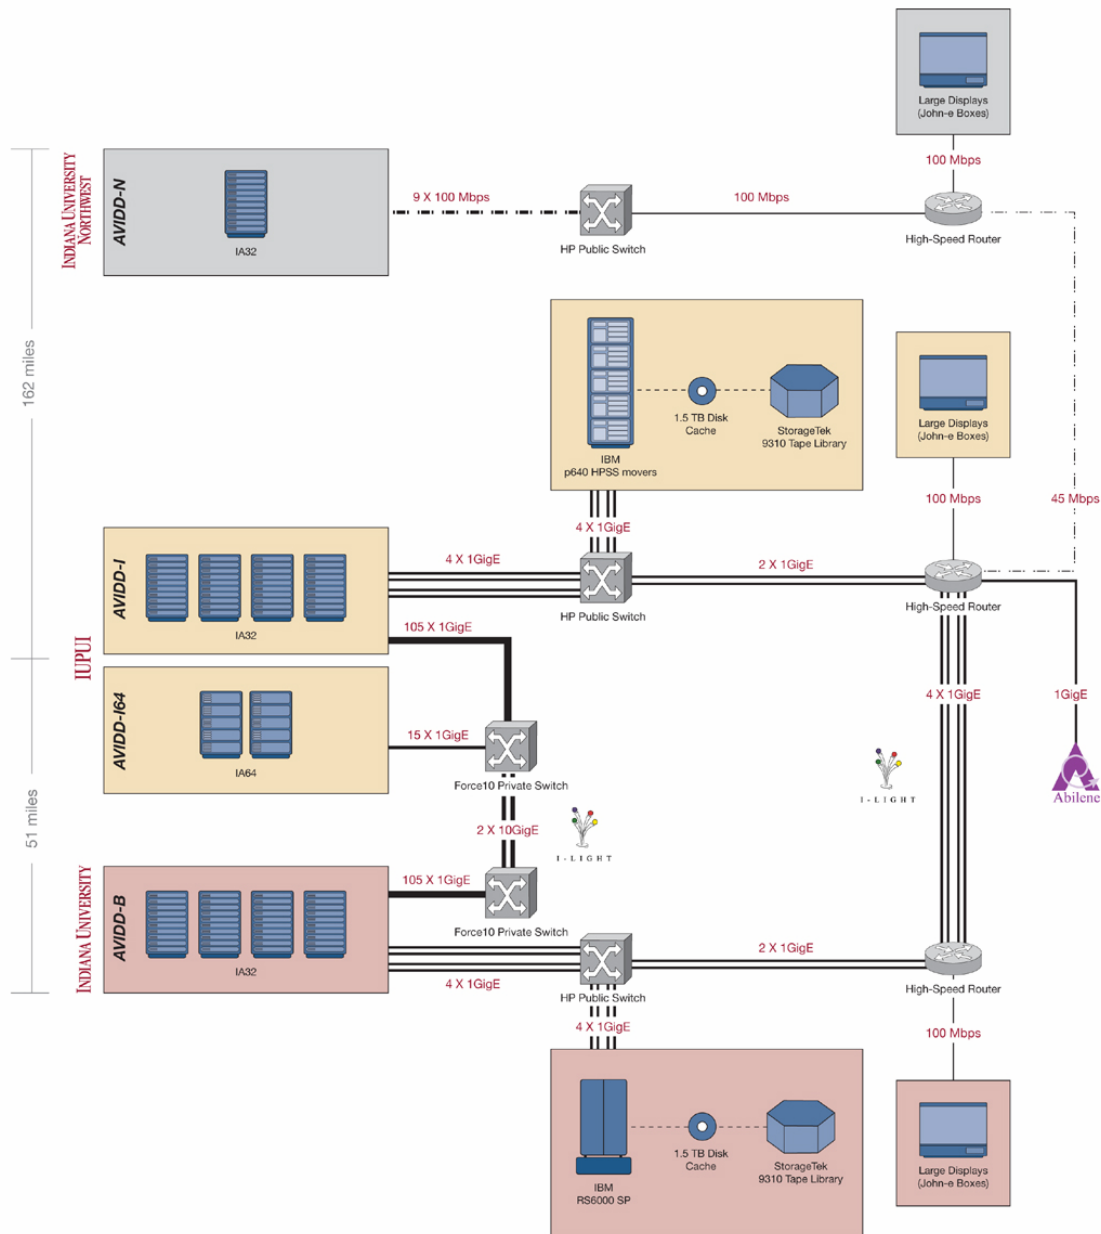 Large Displays
(John-e Boxes)
100 Mbps
INDIANA UNIVERSITY
NORTHWEST
AVIDD-N
IA32
9 X 100 Mbps
HP Public Switch
100 Mbps
High-Speed Router
162 miles
IBM
p640 HPSS movers
1.5 TB Disk
Cache
StorageTek
9310 Tape Library
Large Displays
(John-e Boxes)
100 Mbps
45 Mbps
4 X 1GigE
AVIDD-I
IA32
4 X 1GigE
HP Public Switch
2 X 1GigE
High-Speed Router
105 X 1GigE
IUPUI
AVIDD-I64
IA64
15 X 1GigE
Force10 Private Switch
4 X 1GigE
1GigE
I-LIGHT
Abilene
51 miles
2 X 10GigE
I-LIGHT
INDIANA UNIVERSITY
AVIDD-B
IA32
105 X 1GigE
Force10 Private Switch
4 X 1GigE
HP Public Switch
2 X 1GigE
High-Speed Router
4 X 1GigE
100 Mbps
IBM
RS6000 SP
1.5 TB Disk
Cache
StorageTek
9310 Tape Library
Large Displays
(John-e Boxes)